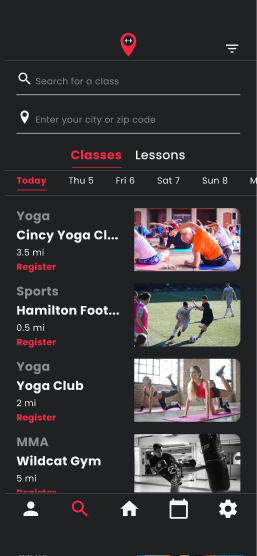 Search for a class
Enter your city or zip code
Classes Lessons
Today Thu 5 Fri 6 Sat 7 Sun 8 M
Yoga
Cincy Yoga Cl...
3.5 mi
Register
Sports
Hamilton Foot...
0.5 mi
Register
Yoga
Yoga Club
2 mi
Register
MMA
Wildcat Gym
5 mi
Register